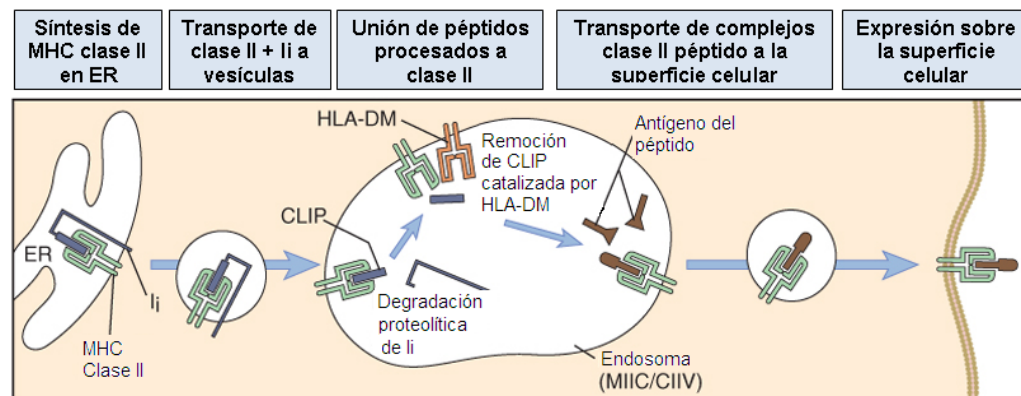 Síntesis de
MHC clase II
en ER
Transporte de
clase II + Ii a
vesículas
Unión de péptidos
procesados a
clase II
Transporte de complejos
clase II péptido a la
superficie celular
Expresión sobre
la superficie
celular
HLA-DM
Remoción
de CLIP
catalizada por
HLA-DM
Antígeno del
péptido
CLIP
ER
Ii
Degradación
proteolítica
de Ii
MHC
Clase II
Endosoma
(MIIC/CIIV)